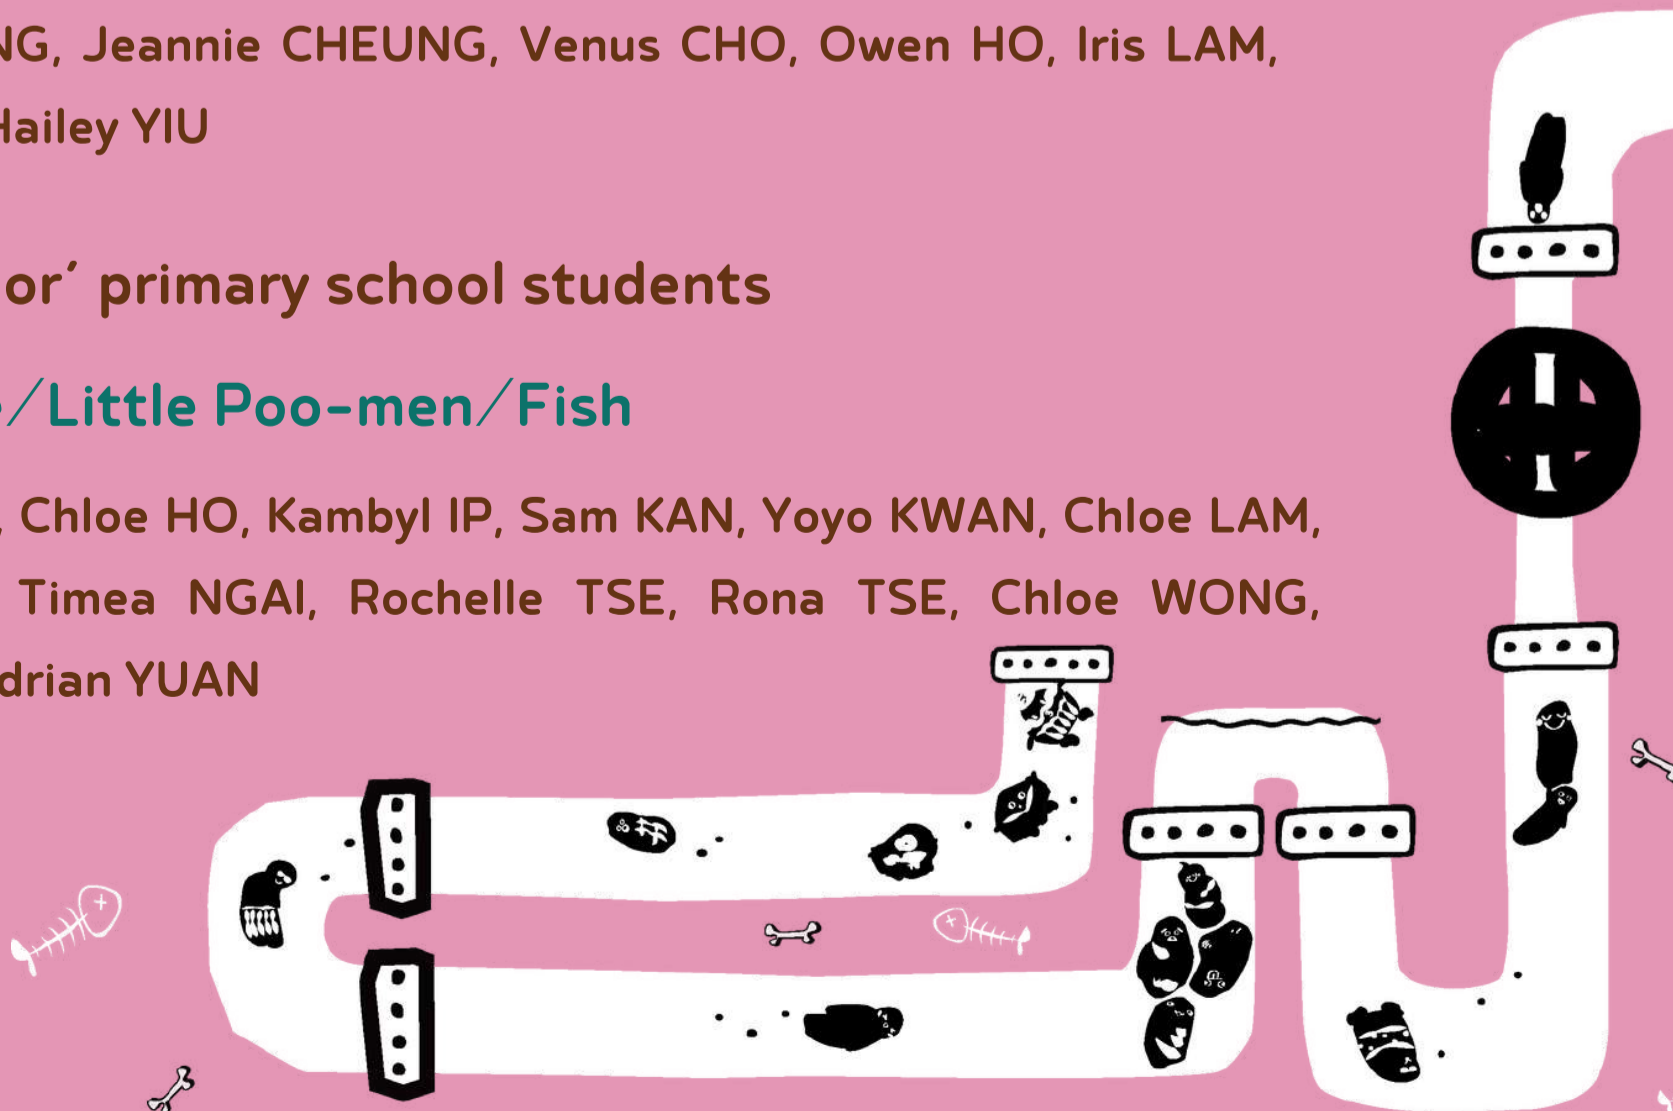 NG, Jeannie CHEUNG, Venus CHO, Owen HO, Iris LAM,
Hailey YIU
or’ primary school students
/Little Poo-men/Fish
, Chloe HO, Kambyl IP, Sam KAN, Yoyo KWAN, Chloe LAM,
Timea NGAI, Rochelle TSE, Rona TSE, Chloe WONG,
drian YUAN